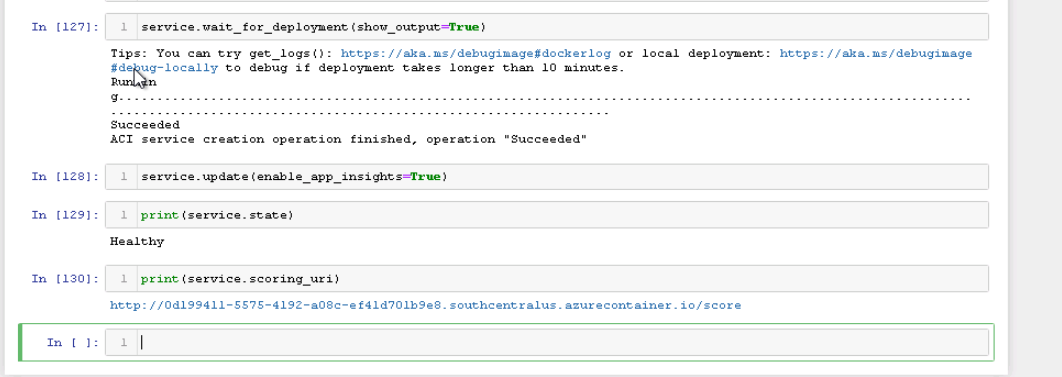 In [127]: 1 service.wait_for_deployment(show_output=True)
Tips: You can try get_logs(): https://aka.ms/debugimage#dockerlog or local deployment: https://aka.ms/debugimage
#debug-locally to debug if deployment takes longer than 10 minutes.
Runnin
g..............................................................................................................
................................................................
Succeeded
ACI service creation operation finished, operation "Succeeded"
In [128]: 1 service.update(enable_app_insights=True)
In [129]: 1 print(service.state)
Healthy
In [130]: 1 print(service.scoring_uri)
http://0d199411-5575-4192-a08c-ef41d701b9e8.southcentralus.azurecontainer.io/score
In [ ]: 1